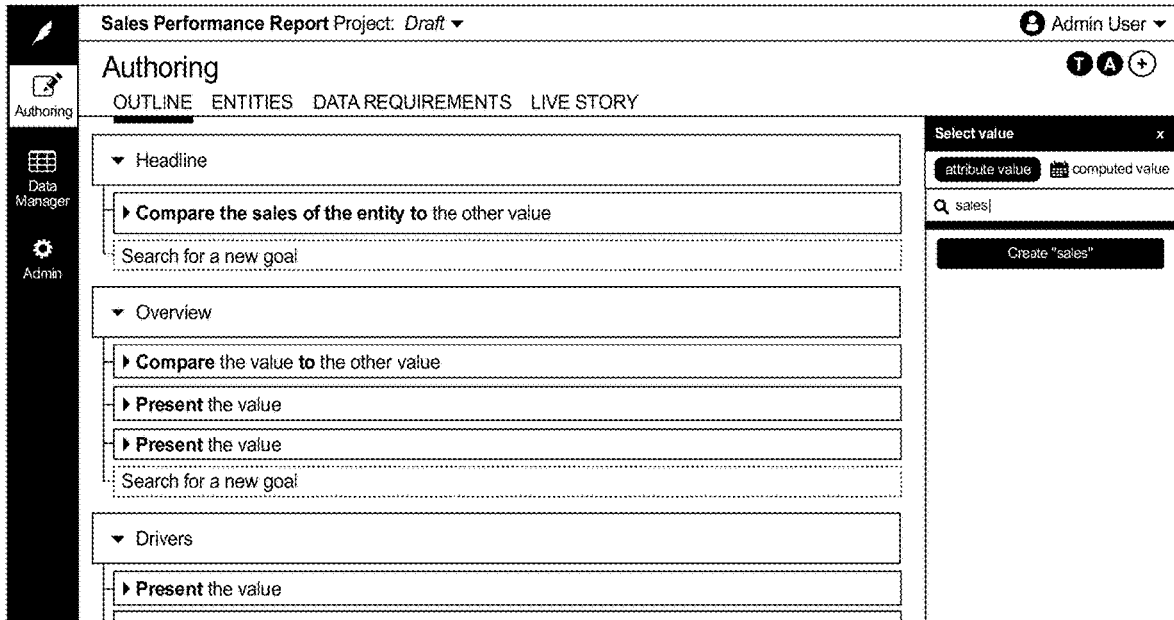 Sales Performance Report Project: Draft
Admin User
Authoring
T A +
Authoring
OUTLINE ENTITIES DATA REQUIREMENTS LIVE STORY
Data
Manager
Admin
Headline
Compare the sales of the entity to the other value
Search for a new goal
Overview
Compare the value to the other value
Present the value
Present the value
Search for a new goal
Drivers
Present the value
Select value x
attribute value computed value
sales
Create "sales"